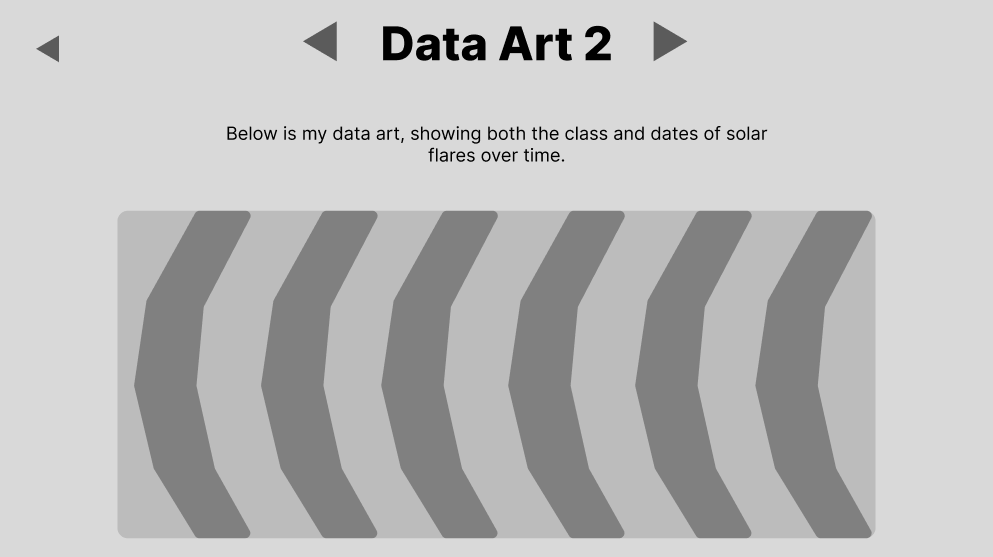 Data Art 2
Below is my data art, showing both the class and dates of solar
flares over time.